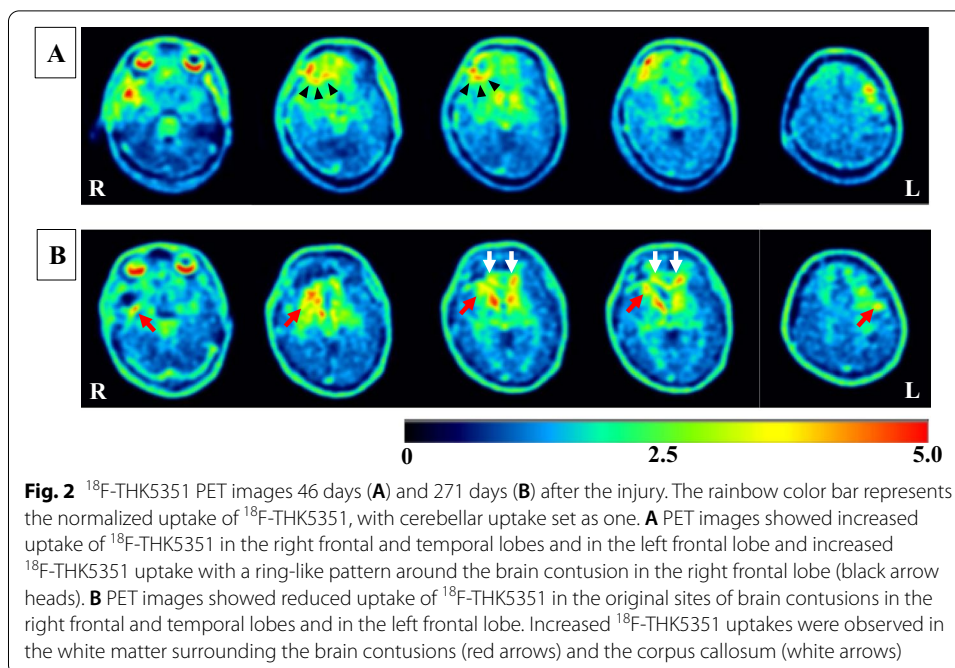 A
R
L
B
R
L
0
2.5
5.0
Fig. 2 ¹⁸F-THK5351 PET images 46 days (A) and 271 days (B) after the injury. The rainbow color bar represents
the normalized uptake of ¹⁸F-THK5351, with cerebellar uptake set as one. A PET images showed increased
uptake of ¹⁸F-THK5351 in the right frontal and temporal lobes and in the left frontal lobe and increased
¹⁸F-THK5351 uptake with a ring-like pattern around the brain contusion in the right frontal lobe (black arrow
heads). B PET images showed reduced uptake of ¹⁸F-THK5351 in the original sites of brain contusions in the
right frontal and temporal lobes and in the left frontal lobe. Increased ¹⁸F-THK5351 uptakes were observed in
the white matter surrounding the brain contusions (red arrows) and the corpus callosum (white arrows)